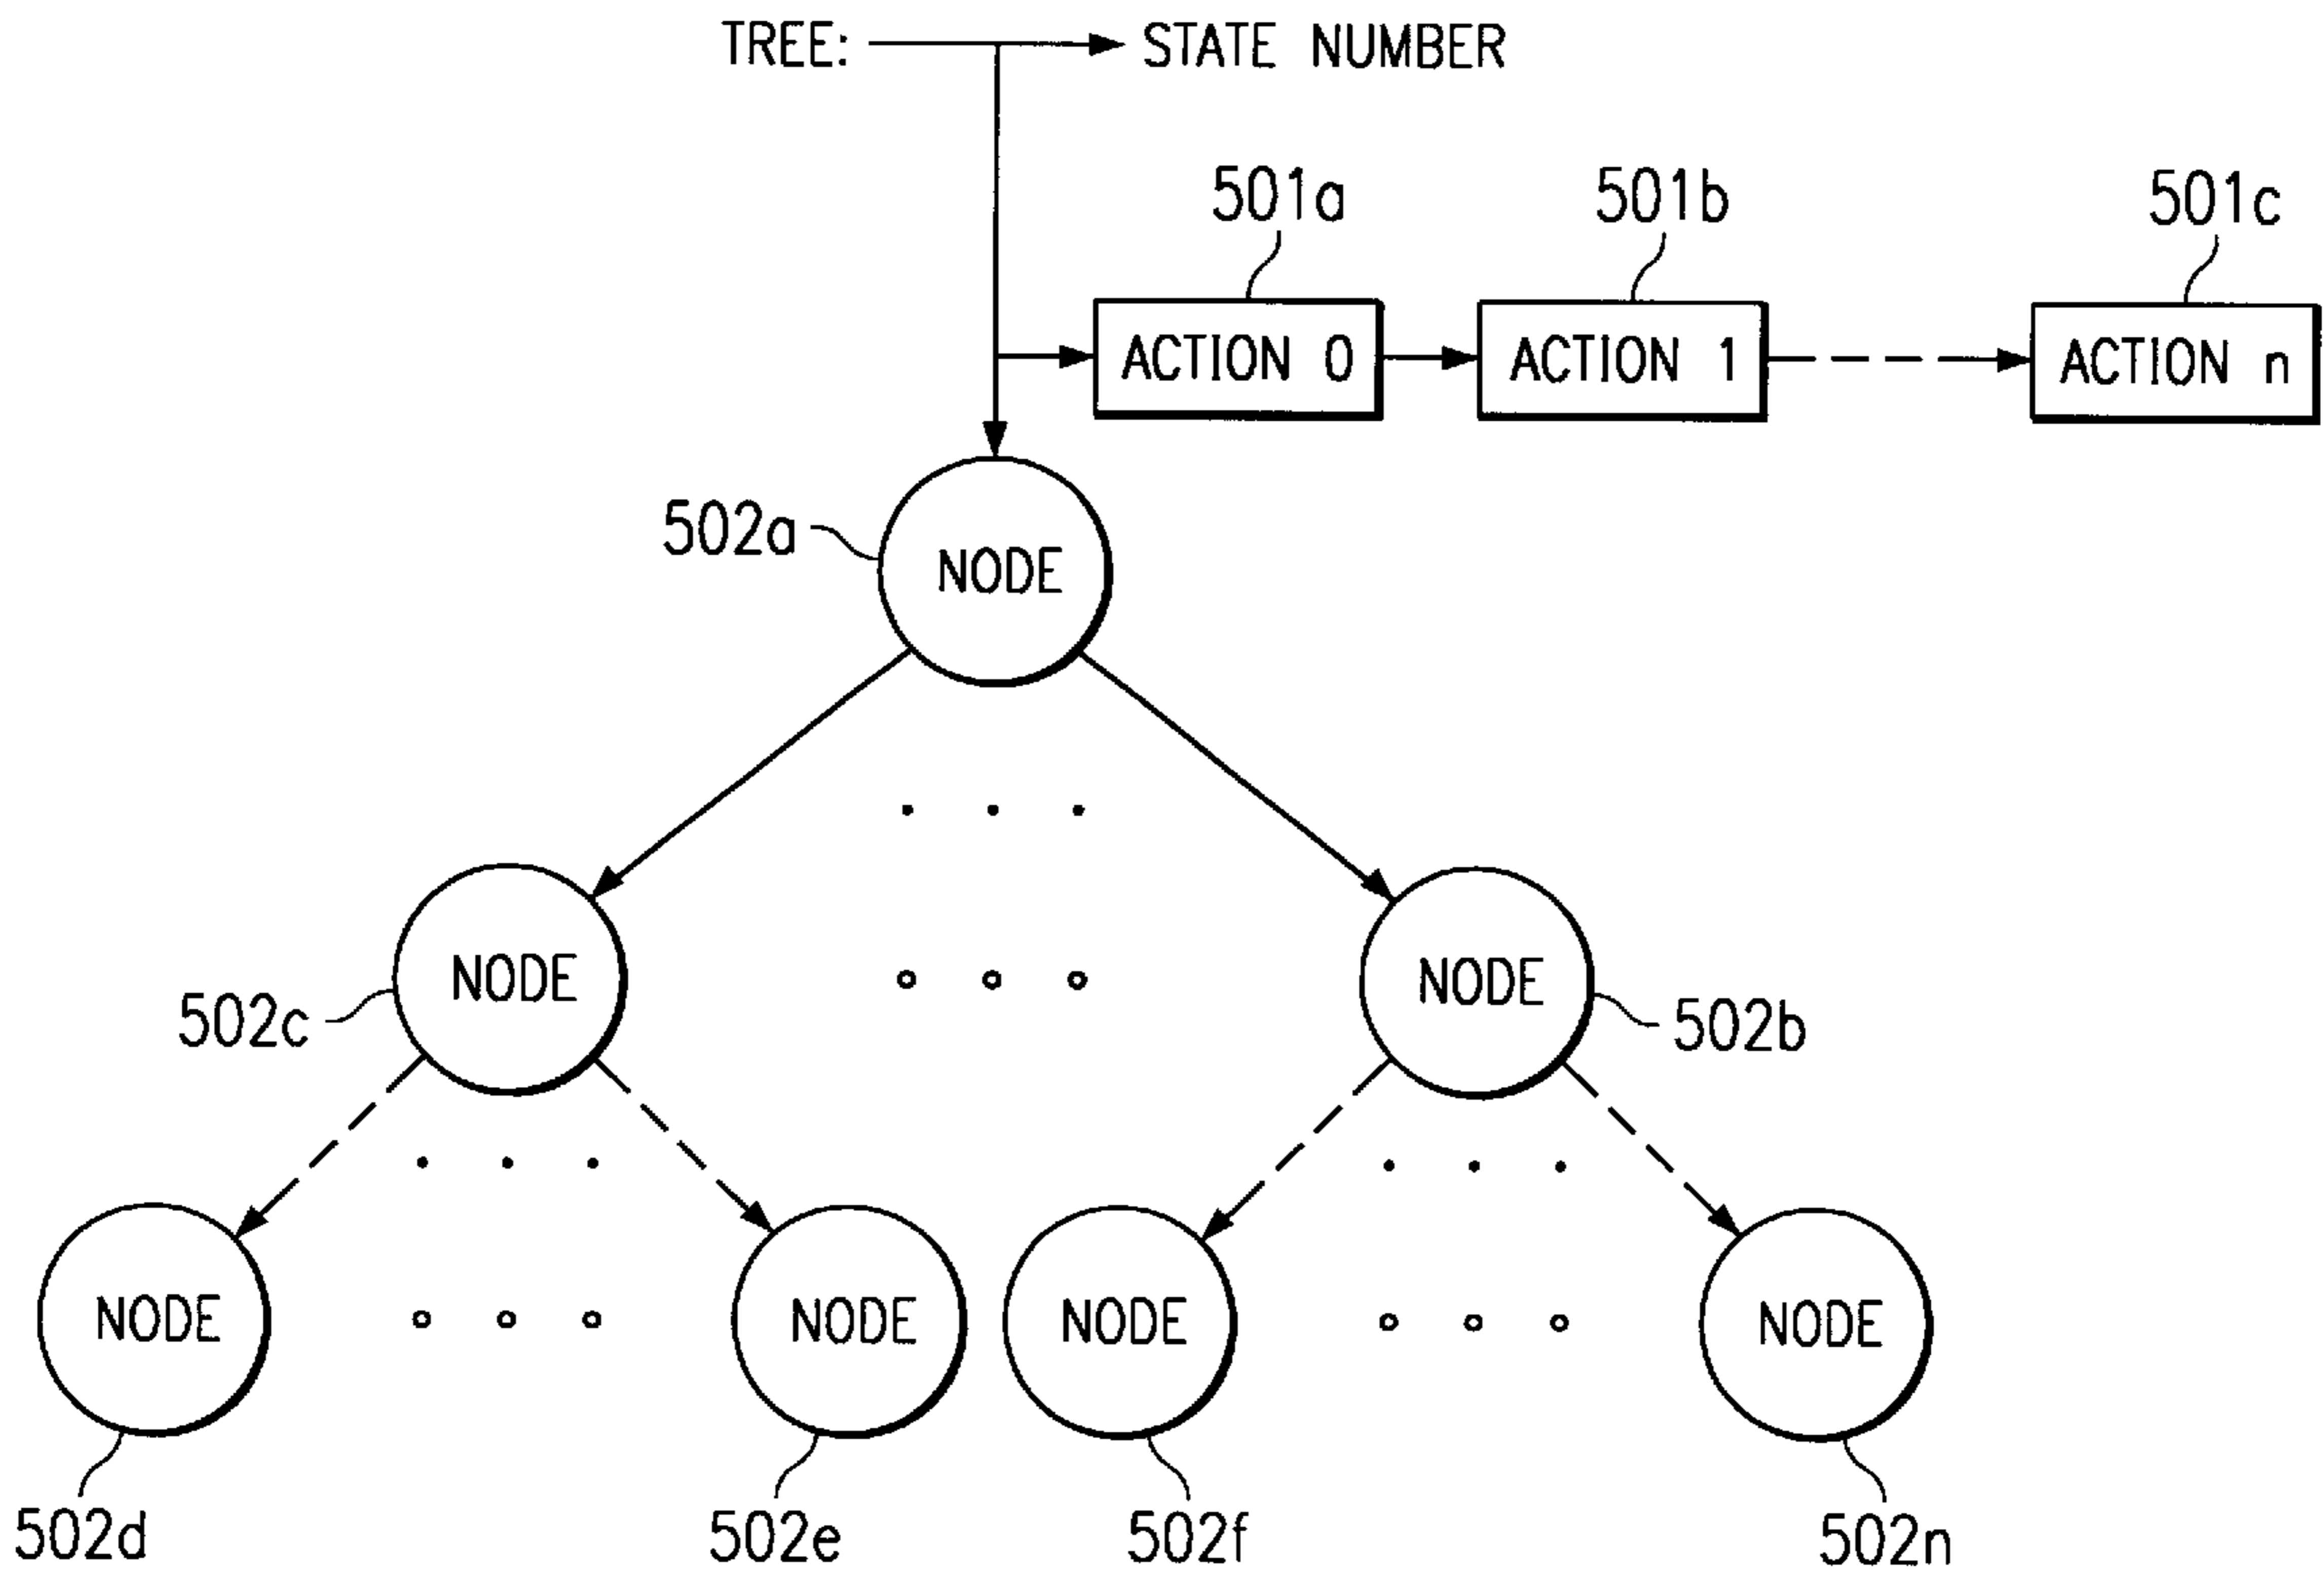 TREE: STATE NUMBER
501a 501b 501c
ACTION 0 ACTION 1 ACTION n
502a NODE
NODE NODE
502c 502b
NODE NODE NODE NODE
502d 502e 502f 502n